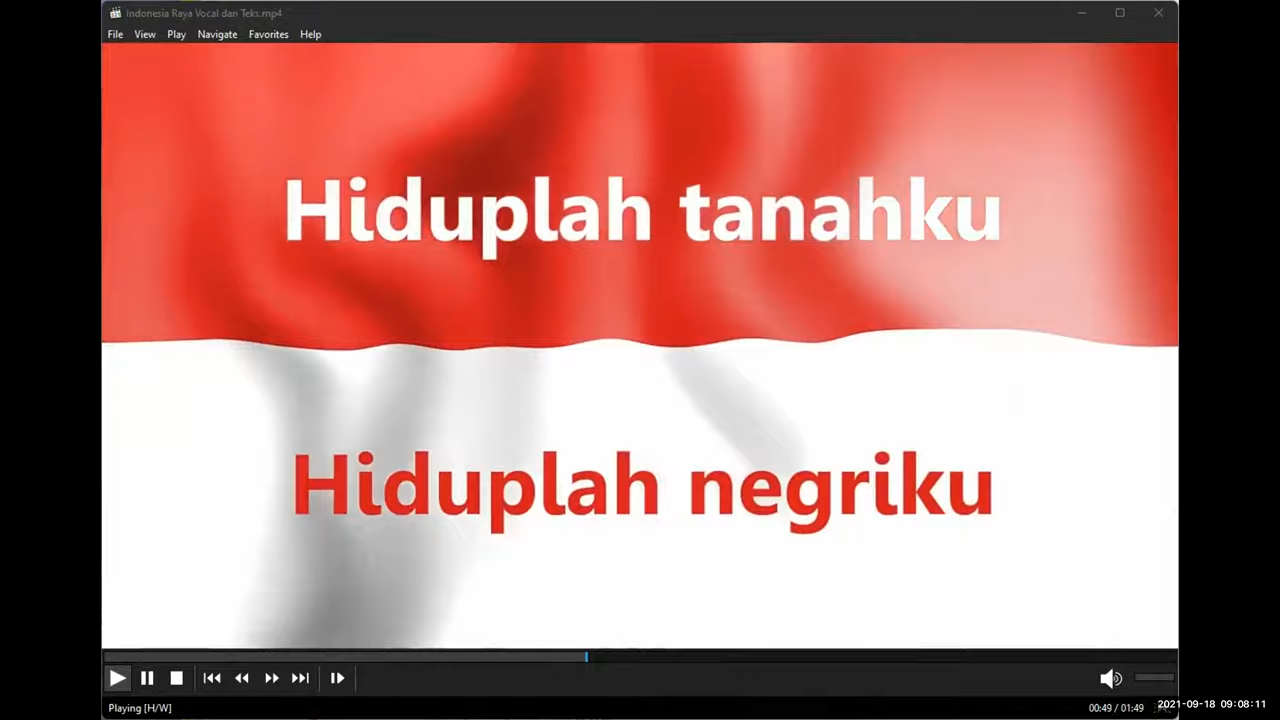 Indonesia Raya Vocal dan Teks.mp4
File View Play Navigate Favorites Help
Hiduplah tanahku
Hiduplah negriku
Playing [H/W]
00:49 / 01:49
2021-09-18 09:08:11